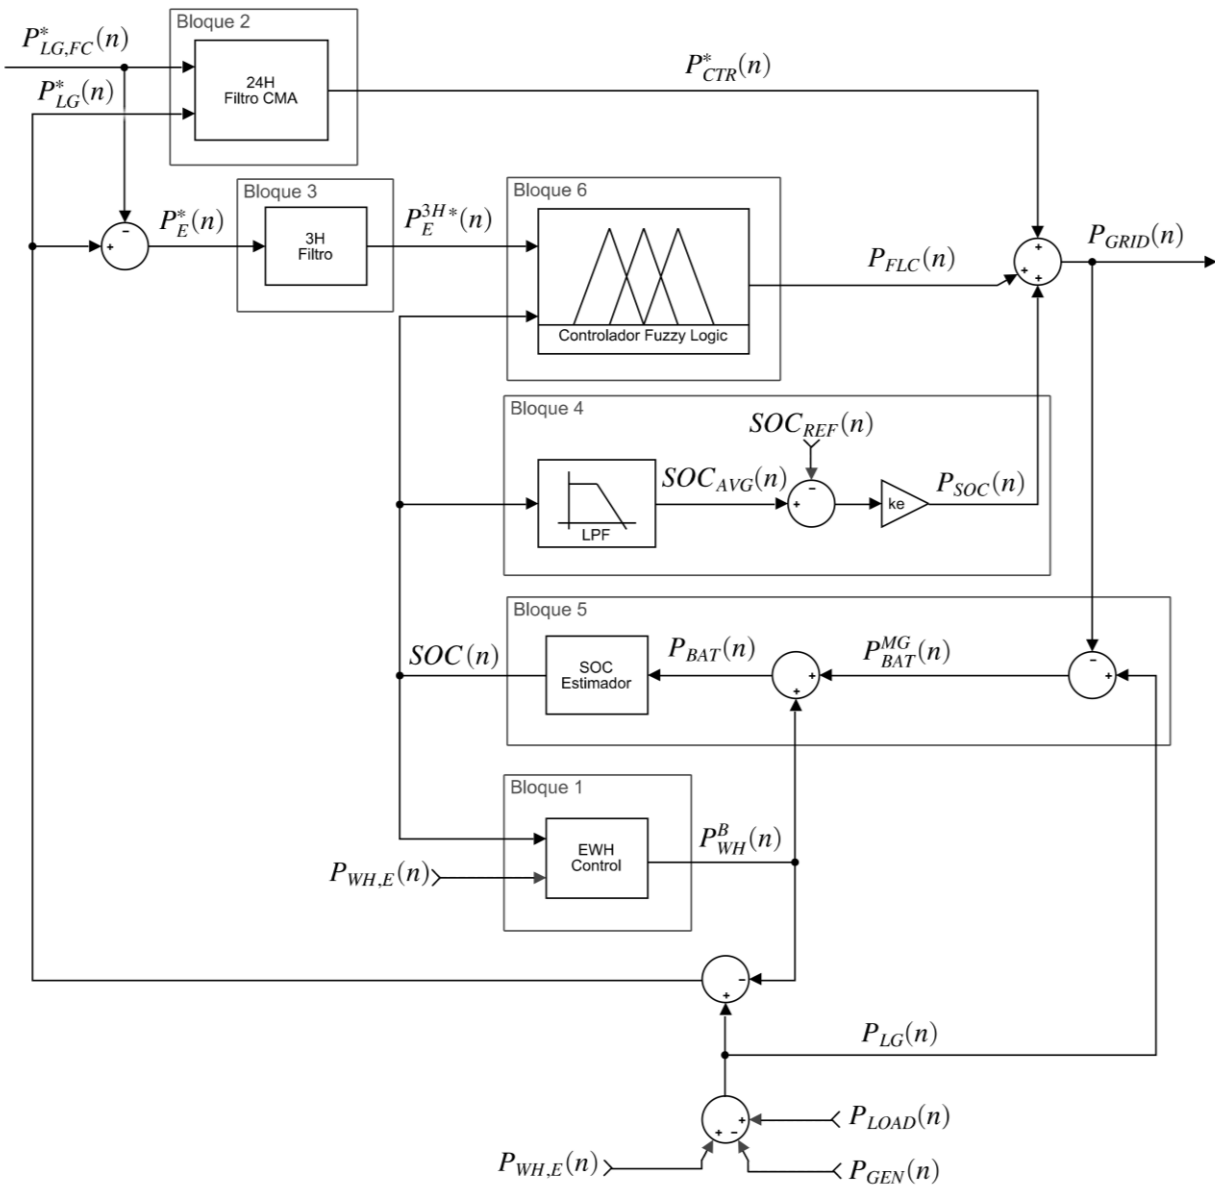 Bloque 2
P*LG,FC(n)
24H
Filtro CMA
P*CTR(n)
P*LG(n)
-
Bloque 3
P*E(n)
+
3H
Filtro
P3H*E(n)
Bloque 6
Controlador Fuzzy Logic
PFLC(n)
+
+ +
PGRID(n)
Bloque 4
SOCREF(n)
LPF
SOCAVG(n)
-
+
ke
PSOC(n)
Bloque 5
SOC(n)
SOC
Estimador
PBAT(n)
+
+
PMGBAT(n)
-
+
Bloque 1
EWH
Control
PBWH(n)
PWH,E(n)
-
+
PLG(n)
+
+ -
PLOAD(n)
PWH,E(n)
PGEN(n)